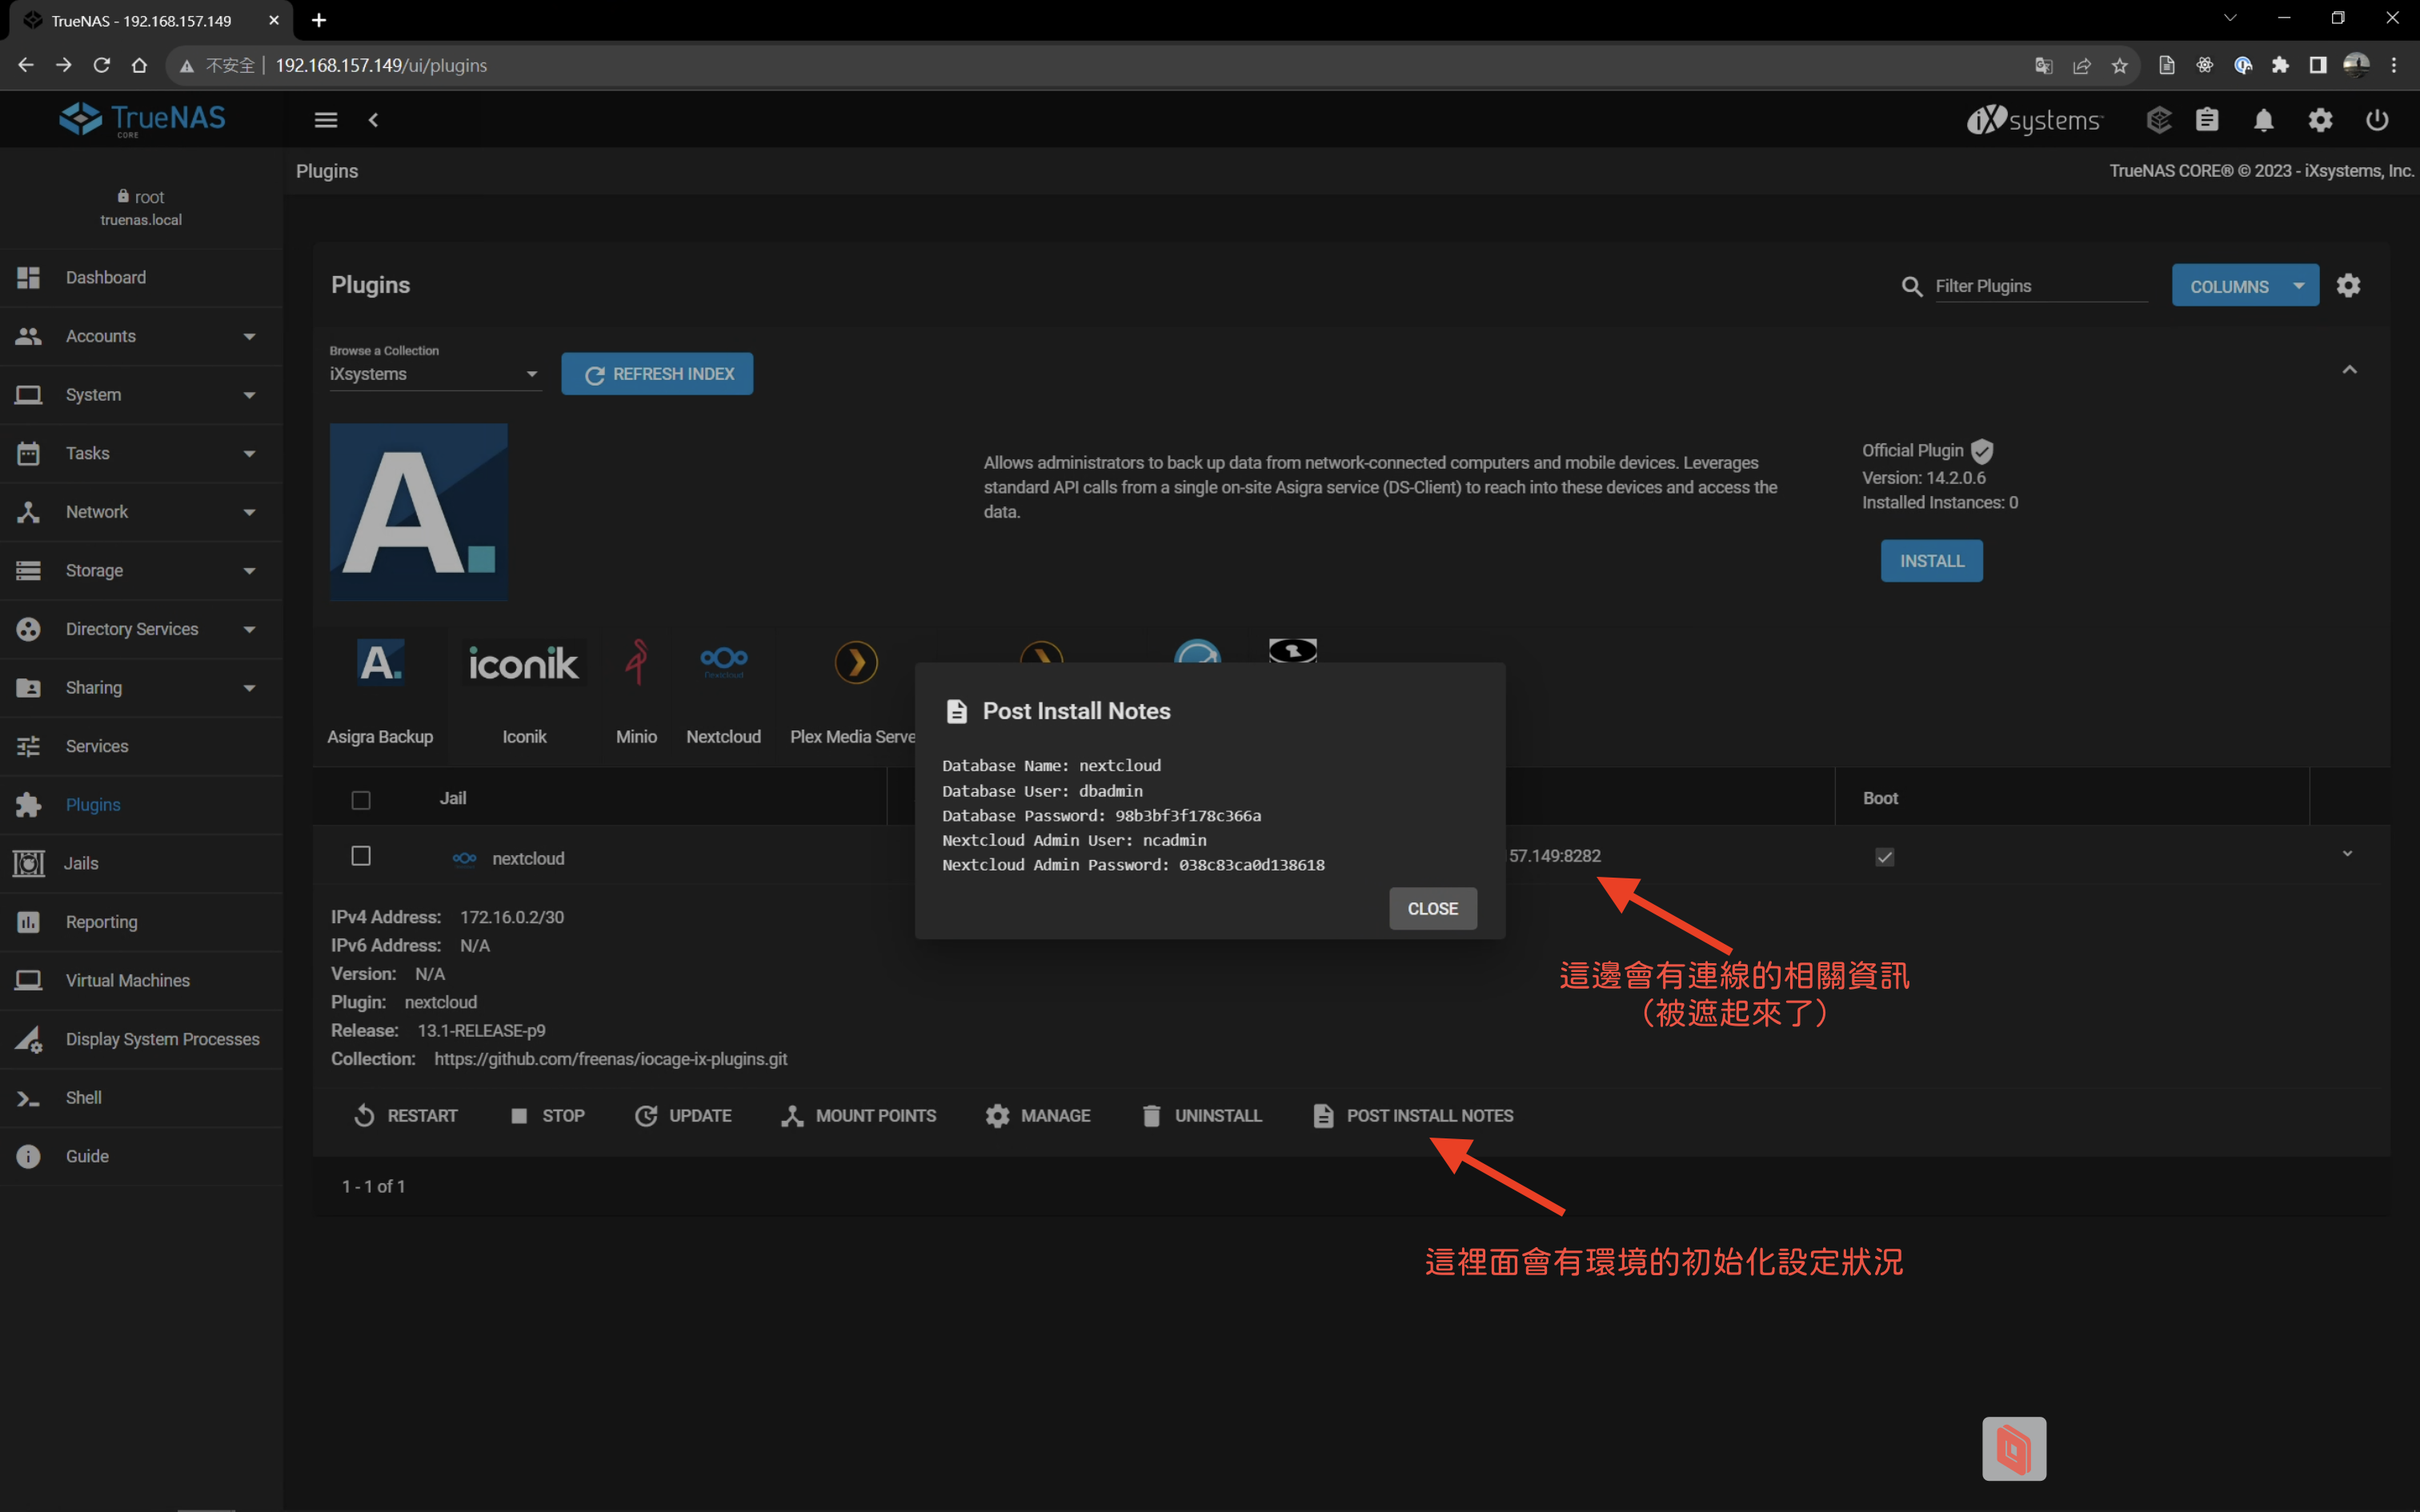 TrueNAS - 192.168.157.149
不安全 | 192.168.157.149/ui/plugins
TrueNAS
CORE
iXsystems
Plugins
TrueNAS CORE® © 2023 - iXsystems, Inc.
root
truenas.local
Dashboard
Accounts
System
Tasks
Network
Storage
Directory Services
Sharing
Services
Plugins
Jails
Reporting
Virtual Machines
Display System Processes
Shell
Guide
Plugins
Filter Plugins
COLUMNS
Browse a Collection
iXsystems
REFRESH INDEX
A.
Allows administrators to back up data from network-connected computers and mobile devices. Leverages
standard API calls from a single on-site Asigra service (DS-Client) to reach into these devices and access the
data.
Official Plugin
Version: 14.2.0.6
Installed Instances: 0
INSTALL
A.
iconik
Nextcloud
Asigra Backup
Iconik
Minio
Nextcloud
Plex Media Serve
Post Install Notes
Database Name: nextcloud
Database User: dbadmin
Database Password: 98b3bf3f178c366a
Nextcloud Admin User: ncadmin
Nextcloud Admin Password: 038c83ca0d138618
CLOSE
Jail
Boot
nextcloud
57.149:8282
IPv4 Address: 172.16.0.2/30
IPv6 Address: N/A
Version: N/A
Plugin: nextcloud
Release: 13.1-RELEASE-p9
Collection: https://github.com/freenas/iocage-ix-plugins.git
這邊會有連線的相關資訊
（被遮起來了）
RESTART
STOP
UPDATE
MOUNT POINTS
MANAGE
UNINSTALL
POST INSTALL NOTES
1 - 1 of 1
這裡面會有環境的初始化設定狀況